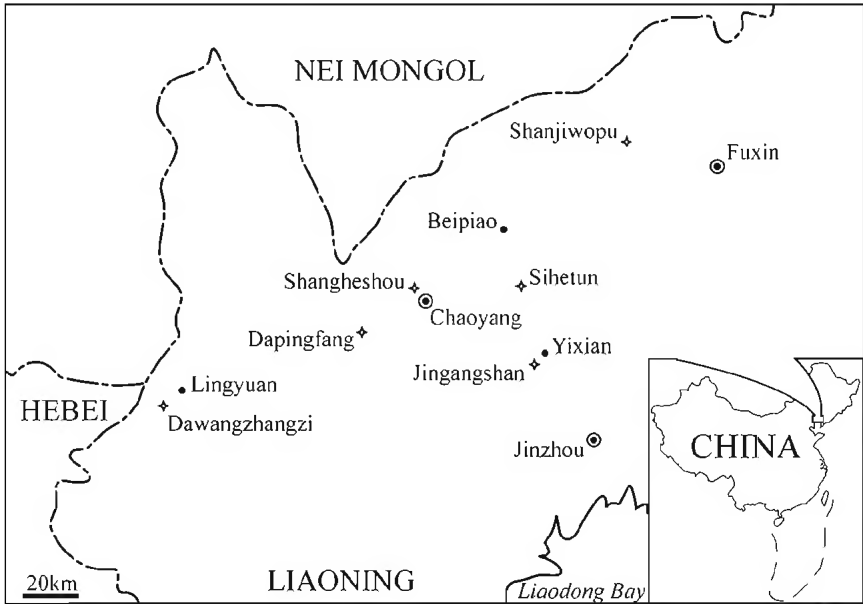 NEI MONGOL
Shanjiwopu
Fuxin
Beipiao
Shangheshou
Sihetun
Chaoyang
Dapingfang
Yixian
Jingangshan
Lingyuan
HEBEI
Dawangzhangzi
CHINA
Jinzhou
20km
LIAONING
Liaodong Bay